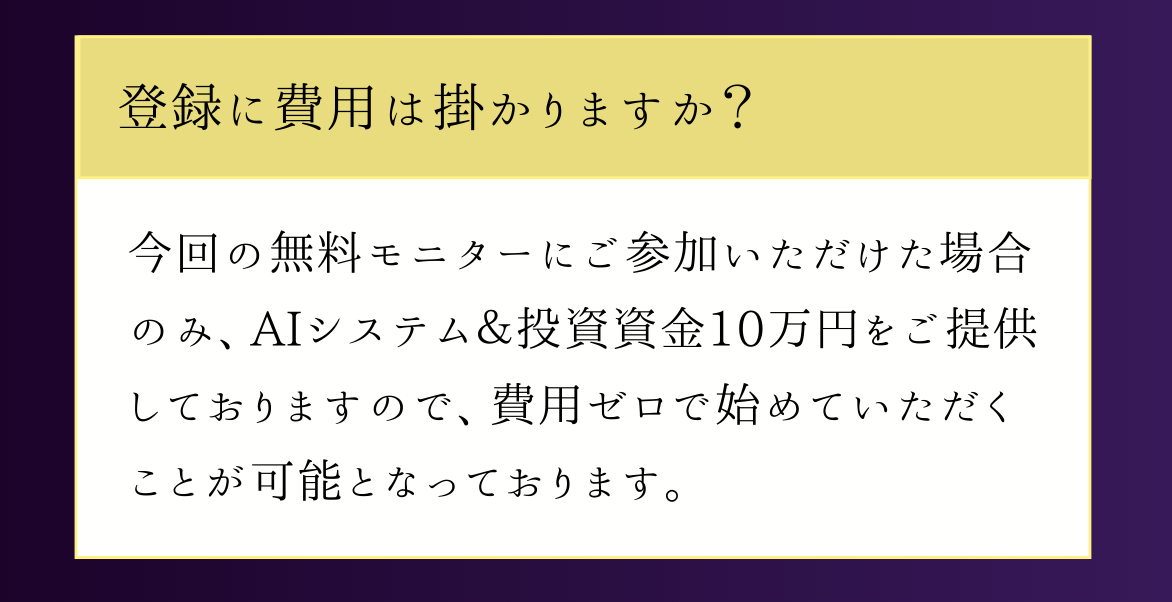 登録に費用は掛かりますか？
今回の無料モニターにご参加いただけた場合
のみ、AIシステム&投資資金10万円をご提供
しておりますので、費用ゼロで始めていただく
ことが可能となっております。